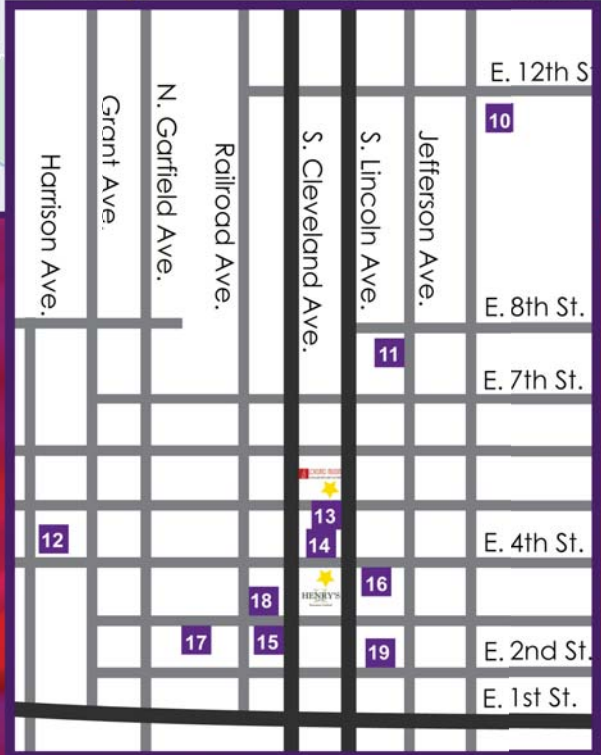 E. 12th S
10
Grant Ave.
N. Garfield Ave.
Harrison Ave.
Railroad Ave.
S. Cleveland Ave.
S. Lincoln Ave.
Jefferson Ave.
E. 8th St.
11
E. 7th St.
13
12
14
E. 4th St.
16
HENRY'S
18
17
15
19
E. 2nd St.
E. 1st St.